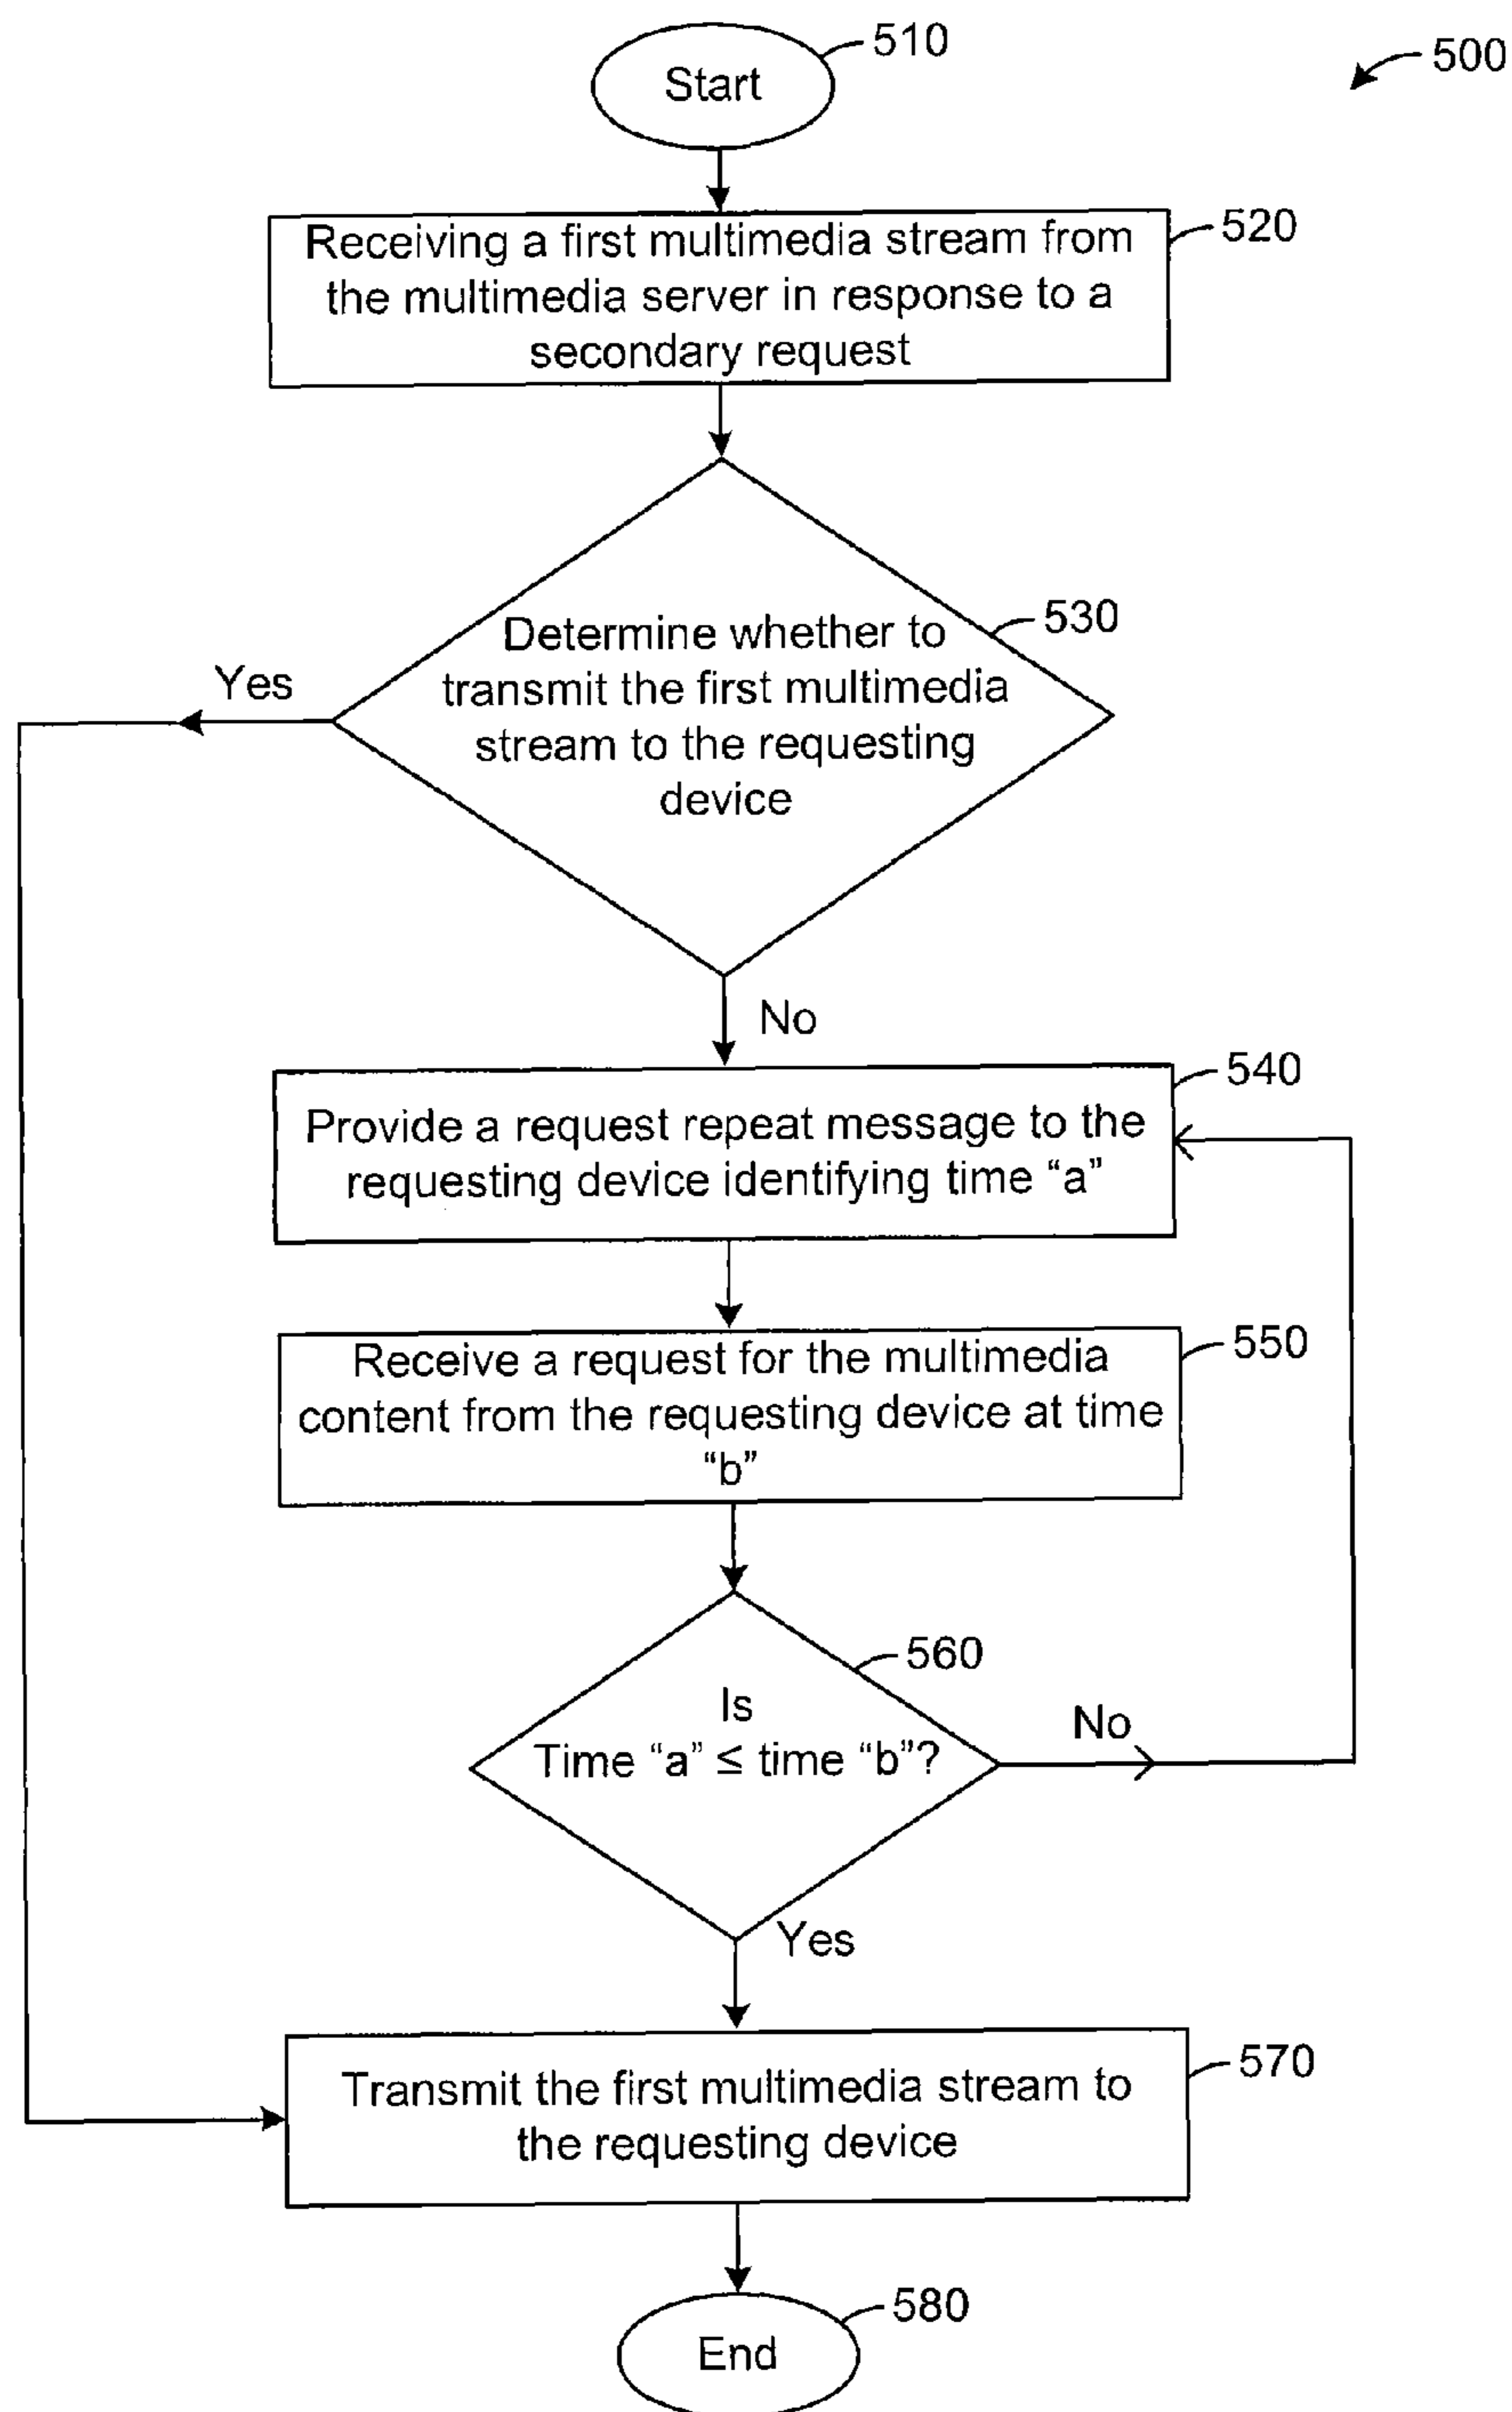 510
500
Start
520
Receiving a first multimedia stream from
the multimedia server in response to a
secondary request
530
Determine whether to
transmit the first multimedia
stream to the requesting
device
Yes
No
540
Provide a request repeat message to the
requesting device identifying time “a”
550
Receive a request for the multimedia
content from the requesting device at time
“b”
560
Is
Time “a” ≤ time “b”?
No
Yes
570
Transmit the first multimedia stream to
the requesting device
580
End